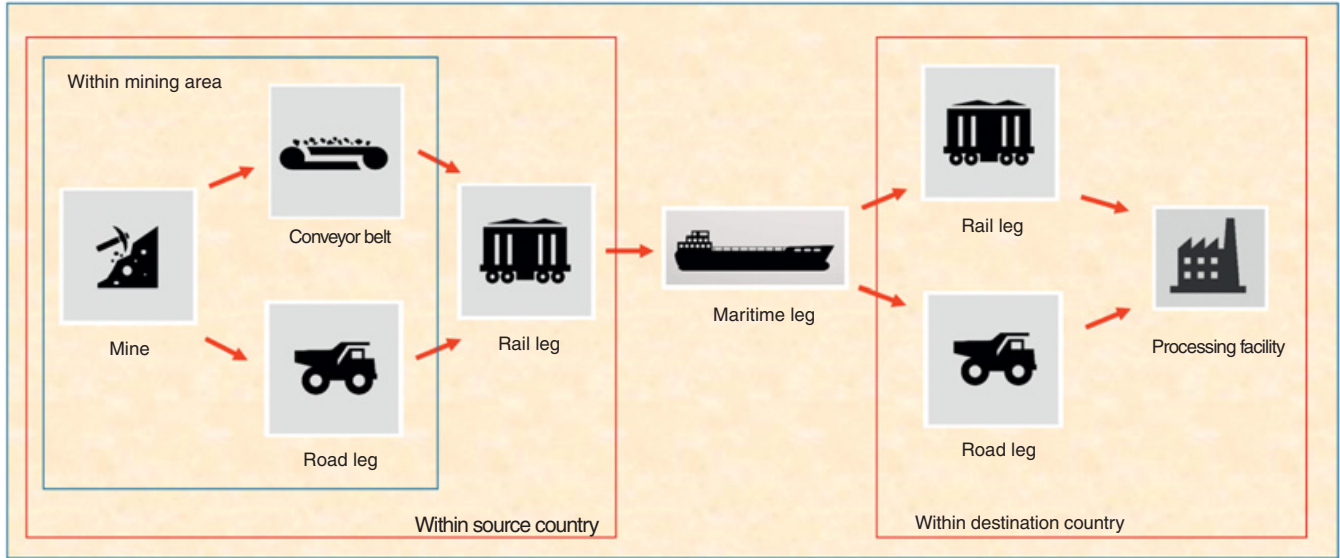 Within mining area
Conveyor belt
Mine
Road leg
Rail leg
Within source country
Maritime leg
Rail leg
Road leg
Processing facility
Within destination country